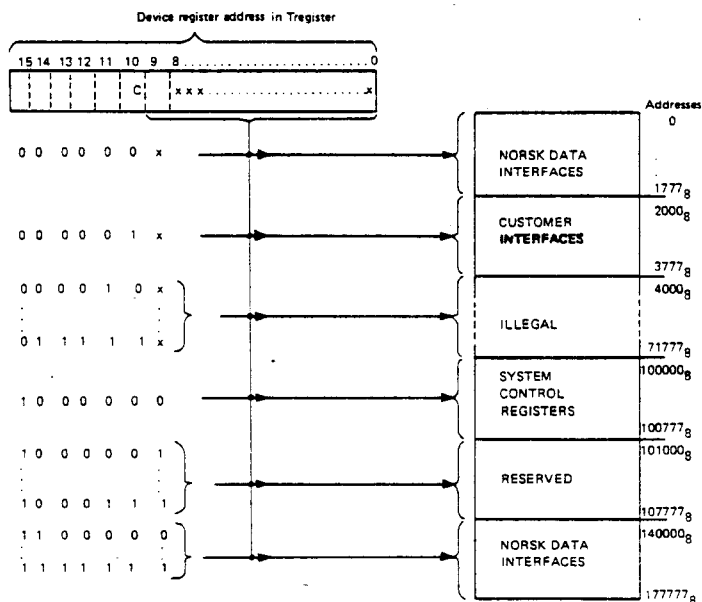 Device register address in Tregister
15 14 13 12 11 10 9 8....................................0
C x x x....................................x
Addresses
0
0 0 0 0 0 0 x
NORSK DATA
INTERFACES
1777₈
2000₈
0 0 0 0 0 1 x
CUSTOMER
INTERFACES
3777₈
4000₈
0 0 0 0 1 0 x
ILLEGAL
0 1 1 1 1 1 x
71777₈
100000₈
SYSTEM
CONTROL
REGISTERS
1 0 0 0 0 0 0
100777₈
101000₈
1 0 0 0 0 0 1
RESERVED
1 0 0 0 1 1 1
107777₈
140000₈
1 1 0 0 0 0 0
NORSK DATA
INTERFACES
1 1 1 1 1 1 1
177777₈